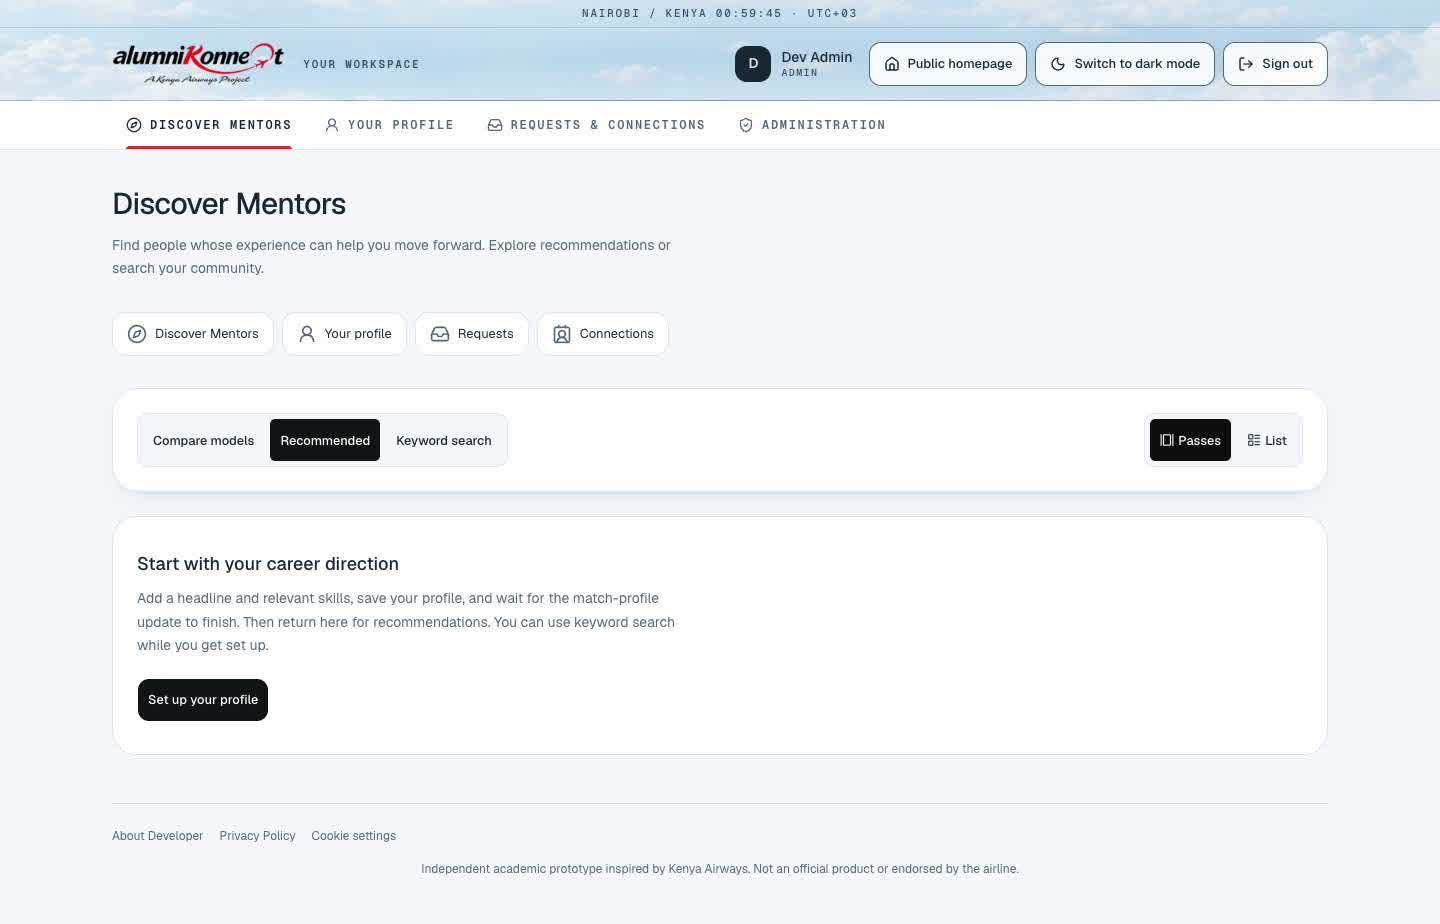 NAIROBI / KENYA 00:59:45 · UTC+03
alumniKonnect
A Kenya Airways Project
YOUR WORKSPACE
D
Dev Admin
ADMIN
Public homepage
Switch to dark mode
Sign out
DISCOVER MENTORS
YOUR PROFILE
REQUESTS & CONNECTIONS
ADMINISTRATION
Discover Mentors
Find people whose experience can help you move forward. Explore recommendations or
search your community.
Discover Mentors
Your profile
Requests
Connections
Compare models
Recommended
Keyword search
Passes
List
Start with your career direction
Add a headline and relevant skills, save your profile, and wait for the match-profile
update to finish. Then return here for recommendations. You can use keyword search
while you get set up.
Set up your profile
About Developer
Privacy Policy
Cookie settings
Independent academic prototype inspired by Kenya Airways. Not an official product or endorsed by the airline.